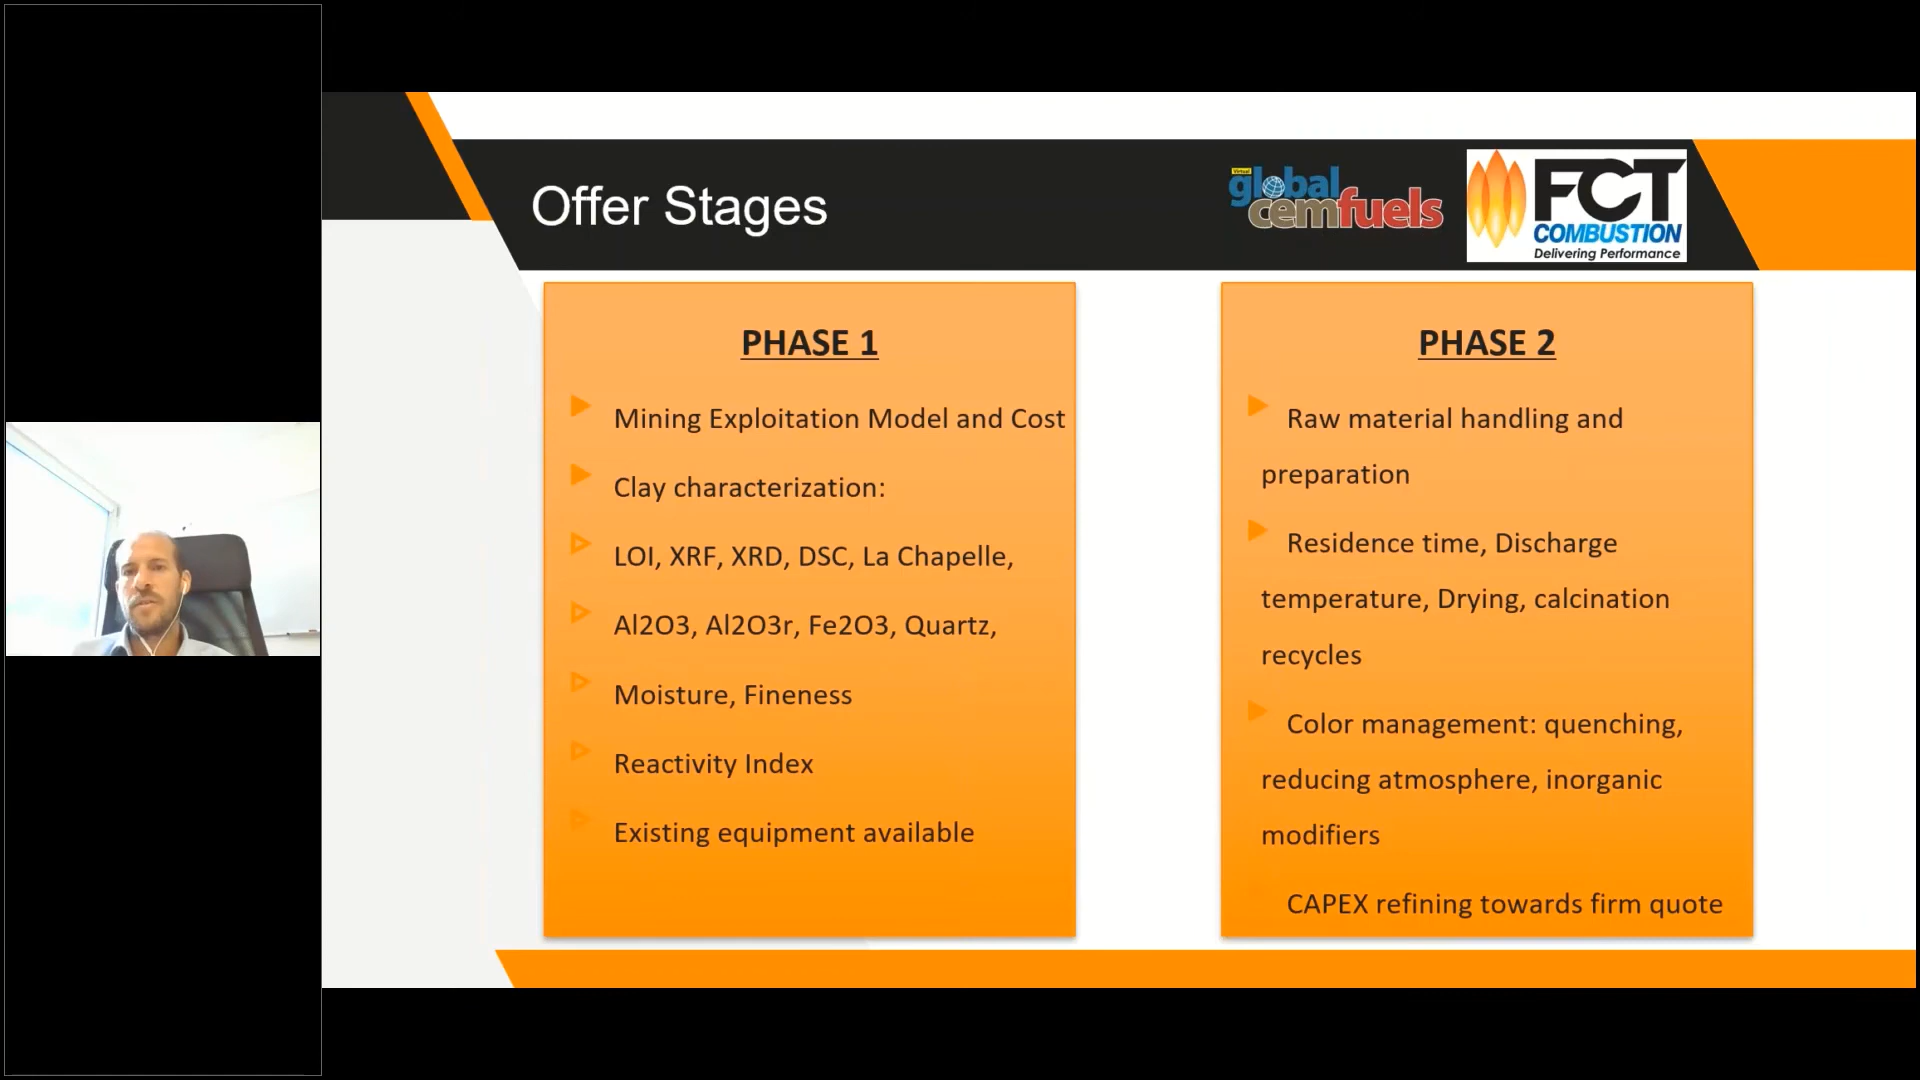 Offer Stages
Virtual
global
cemfuels
FCT
COMBUSTION
Delivering Performance
PHASE 1
Mining Exploitation Model and Cost
Clay characterization:
LOI, XRF, XRD, DSC, La Chapelle,
Al2O3, Al2O3r, Fe2O3, Quartz,
Moisture, Fineness
Reactivity Index
Existing equipment available
PHASE 2
Raw material handling and
preparation
Residence time, Discharge
temperature, Drying, calcination
recycles
Color management: quenching,
reducing atmosphere, inorganic
modifiers
CAPEX refining towards firm quote